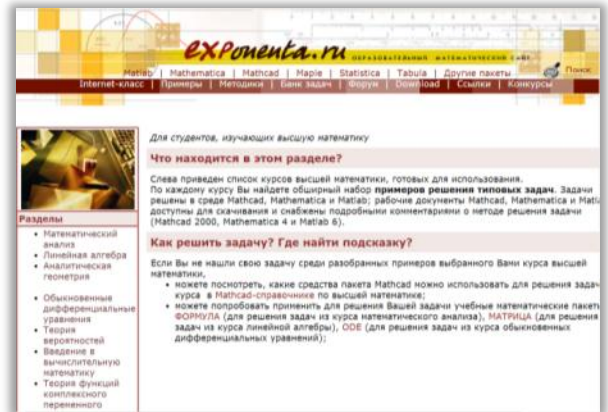 exponenta.ru ОБРАЗОВАТЕЛЬНЫЙ МАТЕМАТИЧЕСКИЙ САЙТ
Matlab | Mathematica | Mathcad | Maple | Statistica | Tabula | Другие пакеты
Поиск
Internet-класс | Примеры | Методики | Банк задач | Форум | Download | Ссылки | Конкурсы
Для студентов, изучающих высшую математику
Что находится в этом разделе?
Слева приведен список курсов высшей математики, готовых для использования.
По каждому курсу Вы найдете обширный набор примеров решения типовых задач. Задачи
решены в среде Mathcad, Mathematica и Matlab; рабочие документы Mathcad, Mathematica и Matl
доступны для скачивания и снабжены подробными комментариями о методе решения задачи
(Mathcad 2000, Mathematica 4 и Matlab 6).
Как решить задачу? Где найти подсказку?
Если Вы не нашли свою задачу среди разобранных примеров выбранного Вами курса высшей
математики,
• можете посмотреть, какие средства пакета Mathcad можно использовать для решения задач
курса в Mathcad-справочнике по высшей математике;
• можете попробовать применить для решения Вашей задачи учебные математические пакеты
ФОРМУЛА (для решения задач из курса математического анализа), МАТРИЦА (для решения
задач из курса линейной алгебры), ODE (для решения задач из курса обыкновенных
дифференциальных уравнений);
Разделы
• Математический
анализ
• Линейная алгебра
• Аналитическая
геометрия
• Обыкновенные
дифференциальные
уравнения
• Теория
вероятностей
• Введение в
вычислительную
математику
• Теория функций
комплексного
переменного